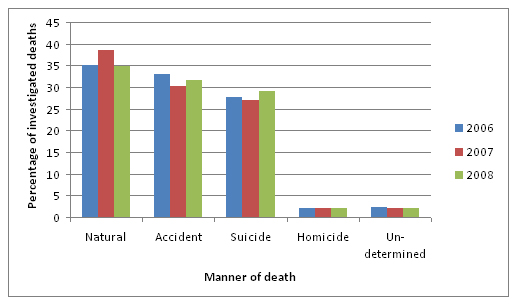 Percentage of investigated deaths
45
40
35
30
25
20
15
10
5
0
Natural
Accident
Suicide
Homicide
Un-
determined
Manner of death
2006
2007
2008